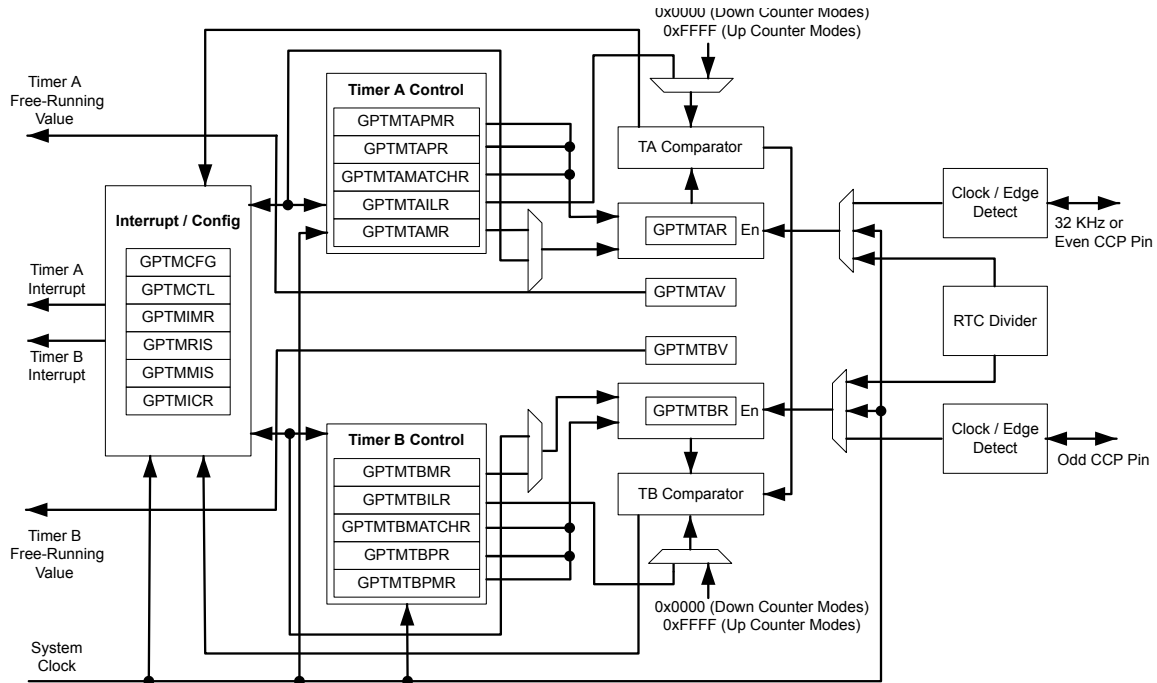 0x0000 (Down Counter Modes)
0xFFFF (Up Counter Modes)
Timer A
Free-Running
Value
Timer A Control
GPTMTAPMR
GPTMTAPR
GPTMTAMATCHR
GPTMTAILR
GPTMTAMR
TA Comparator
Clock / Edge
Detect
32 KHz or
Even CCP Pin
Interrupt / Config
GPTMCFG
GPTMCTL
GPTMIMR
GPTMRIS
GPTMMIS
GPTMICR
GPTMTAR
En
Timer A
Interrupt
Timer B
Interrupt
GPTMTAV
RTC Divider
GPTMTBV
GPTMTBR
En
Timer B Control
GPTMTBMR
GPTMTBILR
GPTMTBMATCHR
GPTMTBPR
GPTMTBPMR
TB Comparator
Clock / Edge
Detect
Odd CCP Pin
Timer B
Free-Running
Value
0x0000 (Down Counter Modes)
0xFFFF (Up Counter Modes)
System
Clock